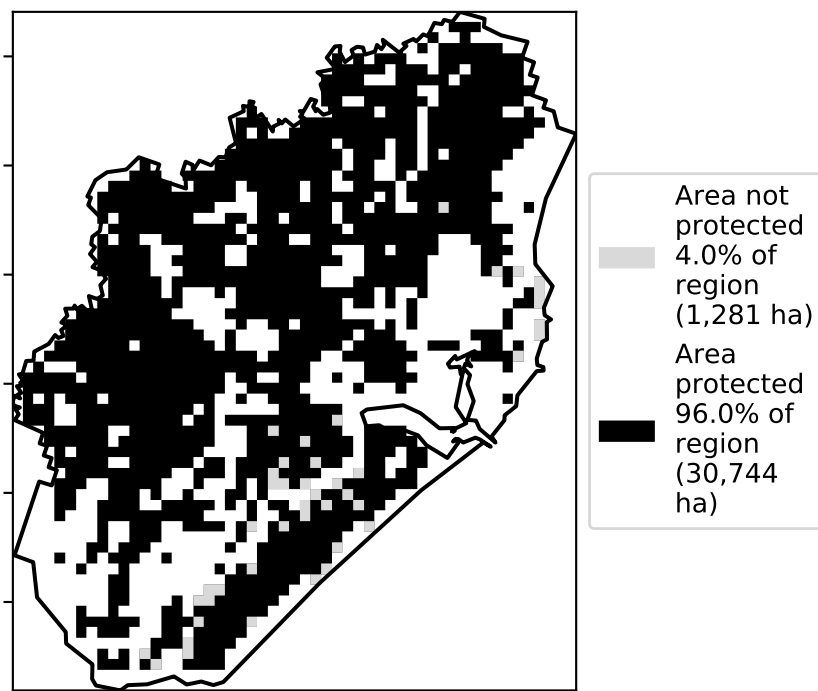 Area not
protected
4.0% of
region
(1,281 ha)
Area
protected
96.0% of
region
(30,744
ha)